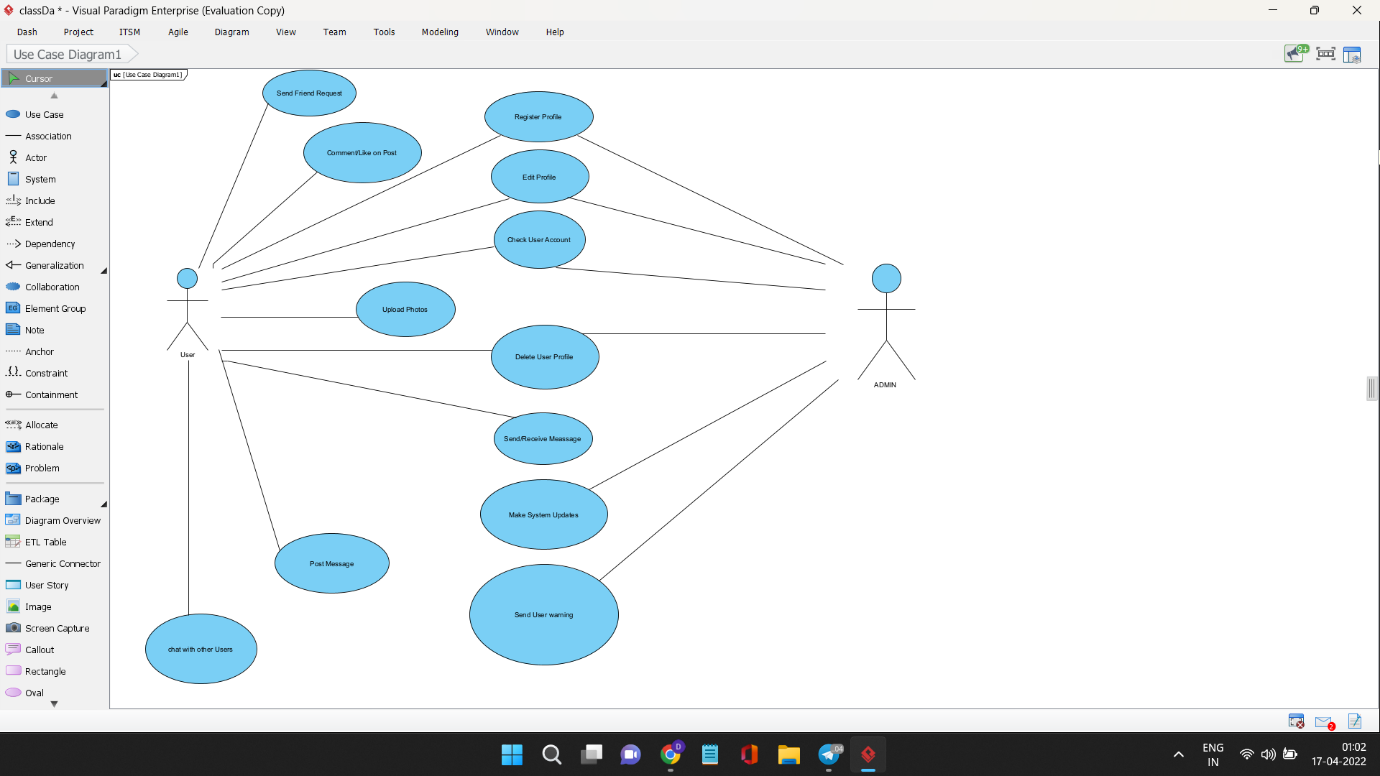 classDa * - Visual Paradigm Enterprise (Evaluation Copy)
Dash Project ITSM Agile Diagram View Team Tools Modeling Window Help
Use Case Diagram1
9+
Cursor
Use Case
Association
Actor
System
Include
Extend
Dependency
Generalization
Collaboration
Element Group
Note
Anchor
Constraint
Containment
Allocate
Rationale
Problem
Package
Diagram Overview
ETL Table
Generic Connector
User Story
Image
Screen Capture
Callout
Rectangle
Oval
uc [Use Case Diagram1]
Send Friend Request
Register Profile
Comment/Like on Post
Edit Profile
Check User Account
Upload Photos
User
Delete User Profile
ADMIN
Send/Receive Meassage
Make System Updates
Post Message
Send User warning
chat with other Users
2
D
04
ENG
IN
01:02
17-04-2022